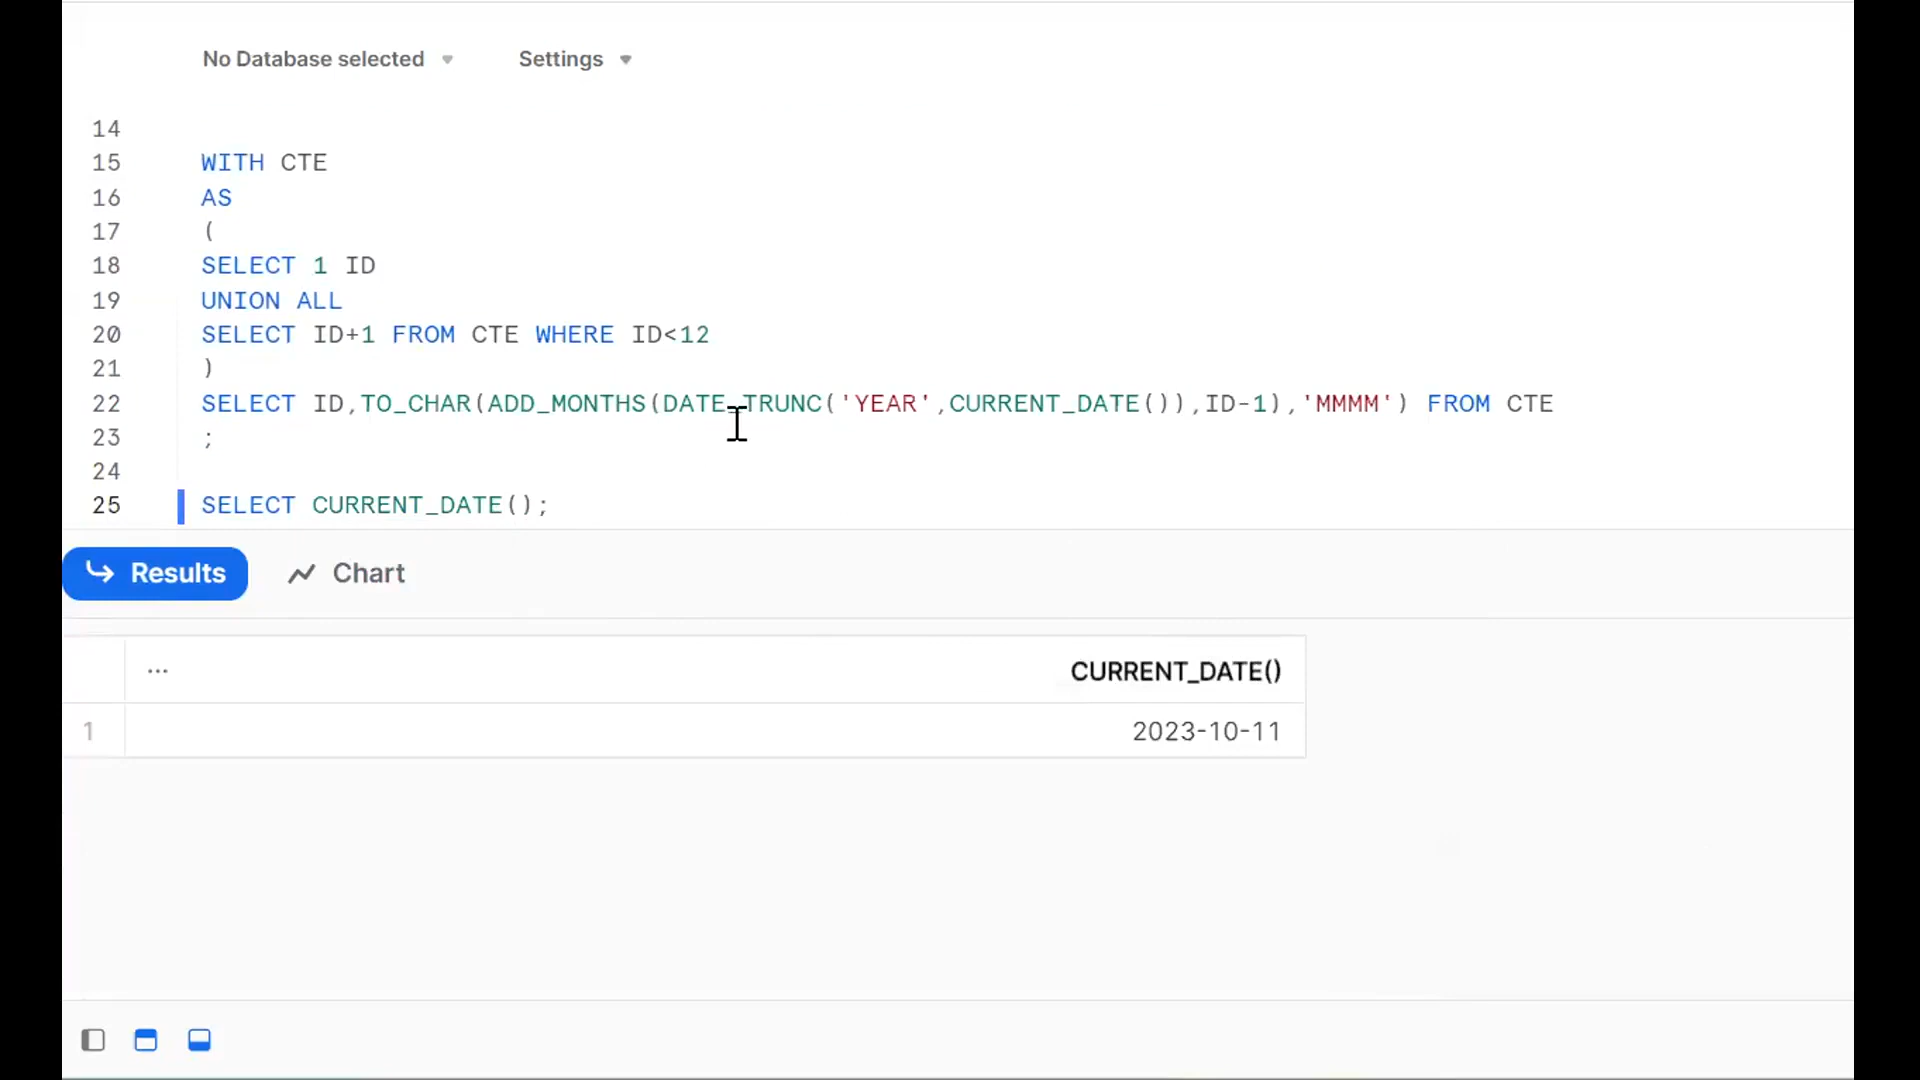 No Database selected Settings
14
15 WITH CTE
16 AS
17 (
18 SELECT 1 ID
19 UNION ALL
20 SELECT ID+1 FROM CTE WHERE ID<12
21 )
22 SELECT ID,TO_CHAR(ADD_MONTHS(DATE_TRUNC('YEAR',CURRENT_DATE()),ID-1),'MMMM') FROM CTE
23 ;
24
25 SELECT CURRENT_DATE();
Results Chart
... CURRENT_DATE()
1 2023-10-11